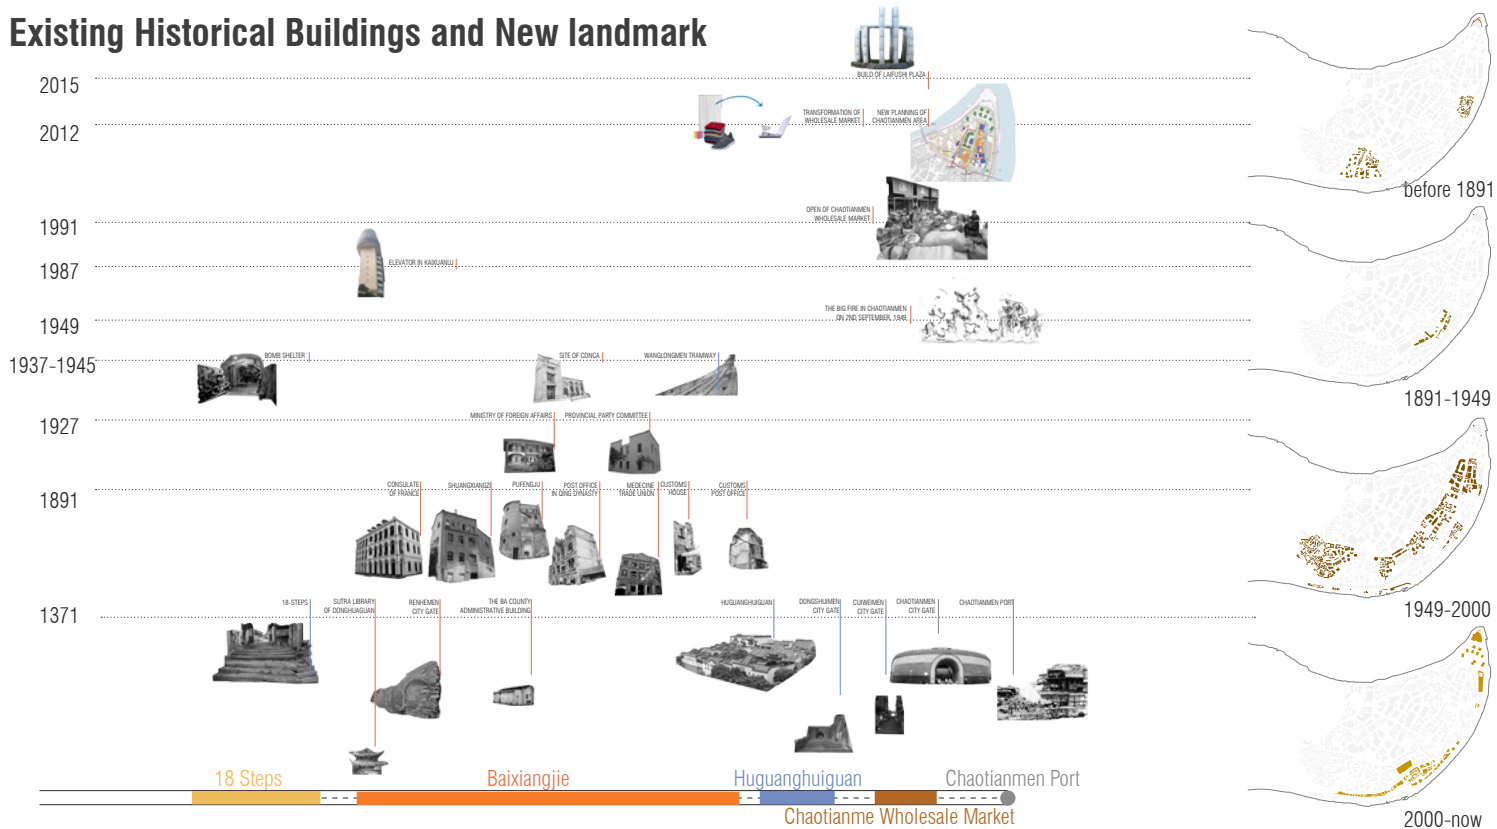 Existing Historical Buildings and New landmark
BUILD OF LAIFUSHI PLAZA
2015
TRANSFORMATION OF
WHOLESALE MARKET
NEW PLANNING OF
CHAOTIANMEN AREA
2012
before 1891
OPEN OF CHAOTIANMEN
WHOLESALE MARKET
1991
ELEVATOR IN KAIXUANLU
1987
THE BIG FIRE IN CHAOTIANMEN
ON 2ND SEPTEMBER, 1949
1949
BOMB SHELTER
SITE OF CONCA
WANGLONGMEN TRAMWAY
1937-1945
1891-1949
MINISTRY OF FOREIGN AFFAIRS
PROVINCIAL PARTY COMMITTEE
1927
CONSULATE
OF FRANCE
SHUANGXIANGZI
PUFENGJU
POST OFFICE
IN QING DYNASTY
MEDECINE
TRADE UNION
CUSTOMS
HOUSE
CUSTOMS
POST OFFICE
1891
1949-2000
18-STEPS
SUTRA LIBRARY
OF DONGHUAGUAN
RENHEMEN
CITY GATE
THE BA COUNTY
ADMINISTRATIVE BUILDING
HUGUANGHUIGUAN
DONGSHUIMEN
CITY GATE
CUIWEIMEN
CITY GATE
CHAOTIANMEN
CITY GATE
CHAOTIANMEN PORT
1371
18 Steps
Baixiangjie
Huguanghuiguan
Chaotianmen Port
Chaotianme Wholesale Market
2000-now